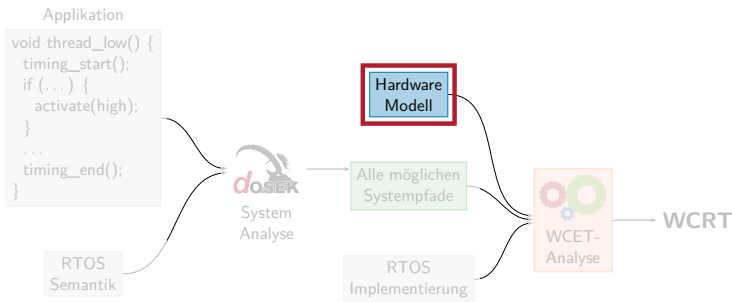 Applikation
void thread_low() {
timing_start();
if (...) {
activate(high);
}
...
timing_end();
}
Hardware
Modell
dOSEK
System
Analyse
Alle möglichen
Systempfade
WCET-
Analyse
WCRT
RTOS
Semantik
RTOS
Implementierung